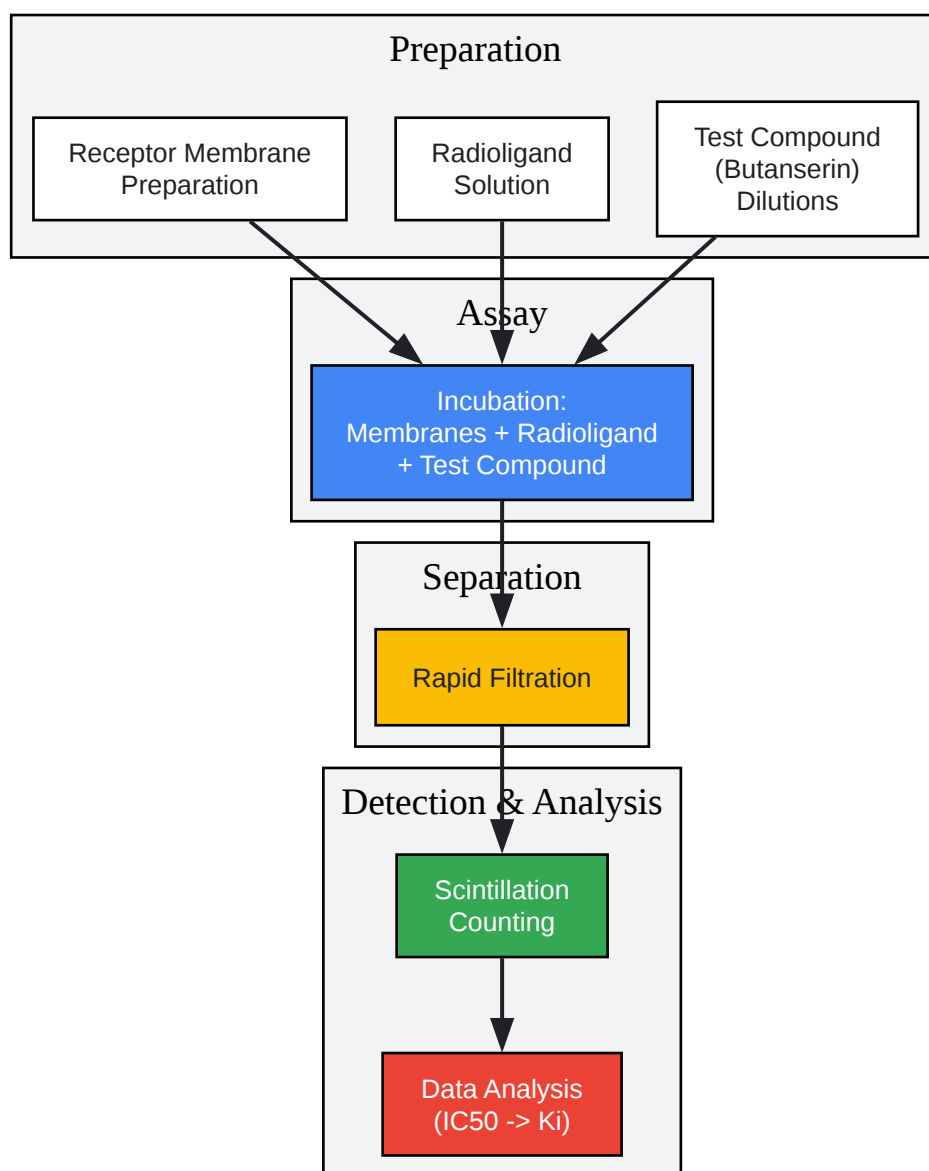 Preparation
Receptor Membrane
Preparation
Radioligand
Solution
Test Compound
(Butanserin)
Dilutions
Assay
Incubation:
Membranes + Radioligand
+ Test Compound
Separation
Rapid Filtration
Detection & Analysis
Scintillation
Counting
Data Analysis
(IC50 -> Ki)